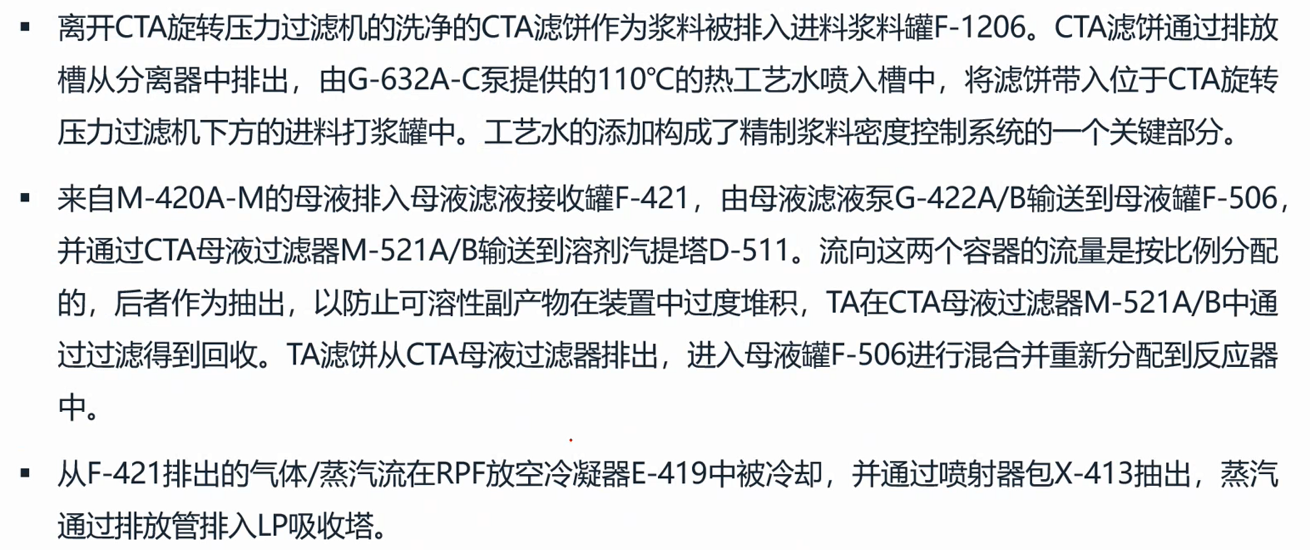 ▪ 离开CTA旋转压力过滤机的洗净的CTA滤饼作为浆料被排入进料浆料罐F-1206。CTA滤饼通过排放
槽从分离器中排出，由G-632A-C泵提供的110℃的热工艺水喷入槽中，将滤饼带入位于CTA旋转
压力过滤机下方的进料打浆罐中。工艺水的添加构成了精制浆料密度控制系统的一个关键部分。
▪ 来自M-420A-M的母液排入母液滤液接收罐F-421，由母液滤液泵G-422A/B输送到母液罐F-506，
并通过CTA母液过滤器M-521A/B输送到溶剂汽提塔D-511。流向这两个容器的流量是按比例分配
的，后者作为抽出，以防止可溶性副产物在装置中过度堆积，TA在CTA母液过滤器M-521A/B中通
过过滤得到回收。TA滤饼从CTA母液过滤器排出，进入母液罐F-506进行混合并重新分配到反应器
中。
▪ 从F-421排出的气体/蒸汽流在RPF放空冷凝器E-419中被冷却，并通过喷射器包X-413抽出，蒸汽
通过排放管排入LP吸收塔。